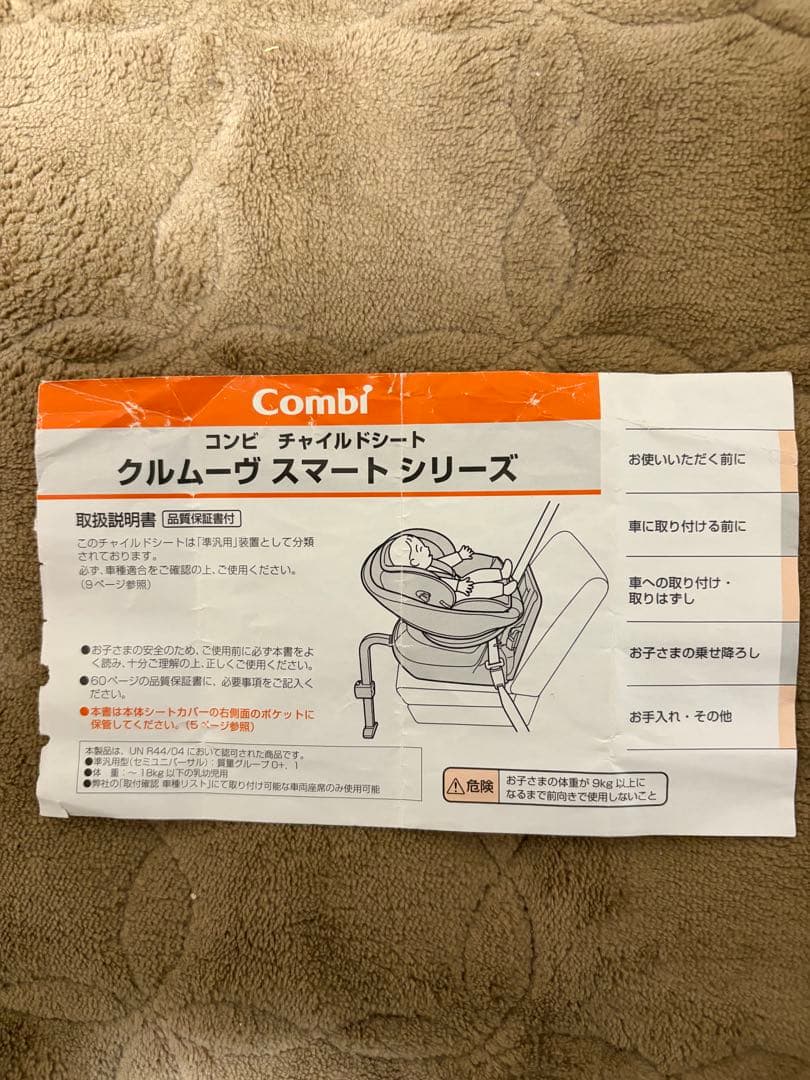 Combi
コンビ チャイルドシート
クルムーヴ スマート シリーズ
取扱説明書 品質保証書付
このチャイルドシートは「準汎用」装置として分類
されております。
必ず、車種適合をご確認の上、ご使用ください。
(9ページ参照)
●お子さまの安全のため、ご使用前に必ず本書をよ
く読み、十分ご理解の上、正しくご使用ください。
●60ページの品質保証書に、必要事項をご記入く
ださい。
●本書は本体シートカバーの右側面のポケットに
保管してください。(5ページ参照)
本製品は、UN R44/04 において認可された商品です。
●準汎用型(セミユニバーサル):質量グループ 0+, 1
●体 重:~ 18kg 以下の乳幼児用
●弊社の「取付確認 車種リスト」にて取り付け可能な車両座席のみ使用可能
危険 お子さまの体重が 9kg 以上に
なるまで前向きで使用しないこと
お使いいただく前に
車に取り付ける前に
車への取り付け・
取りはずし
お子さまの乗せ降ろし
お手入れ・その他